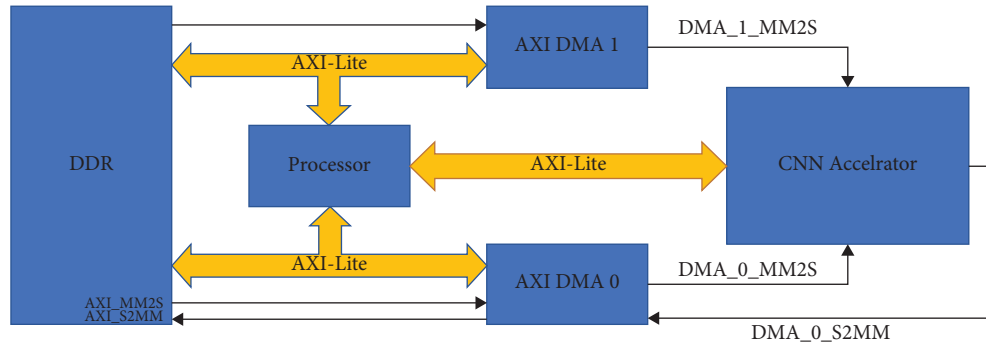 DDR
AXI-Lite
AXI DMA 1
DMA_1_MM2S
Processor
AXI-Lite
CNN Accelrator
AXI-Lite
AXI DMA 0
DMA_0_MM2S
AXI_MM2S
AXI_S2MM
DMA_0_S2MM